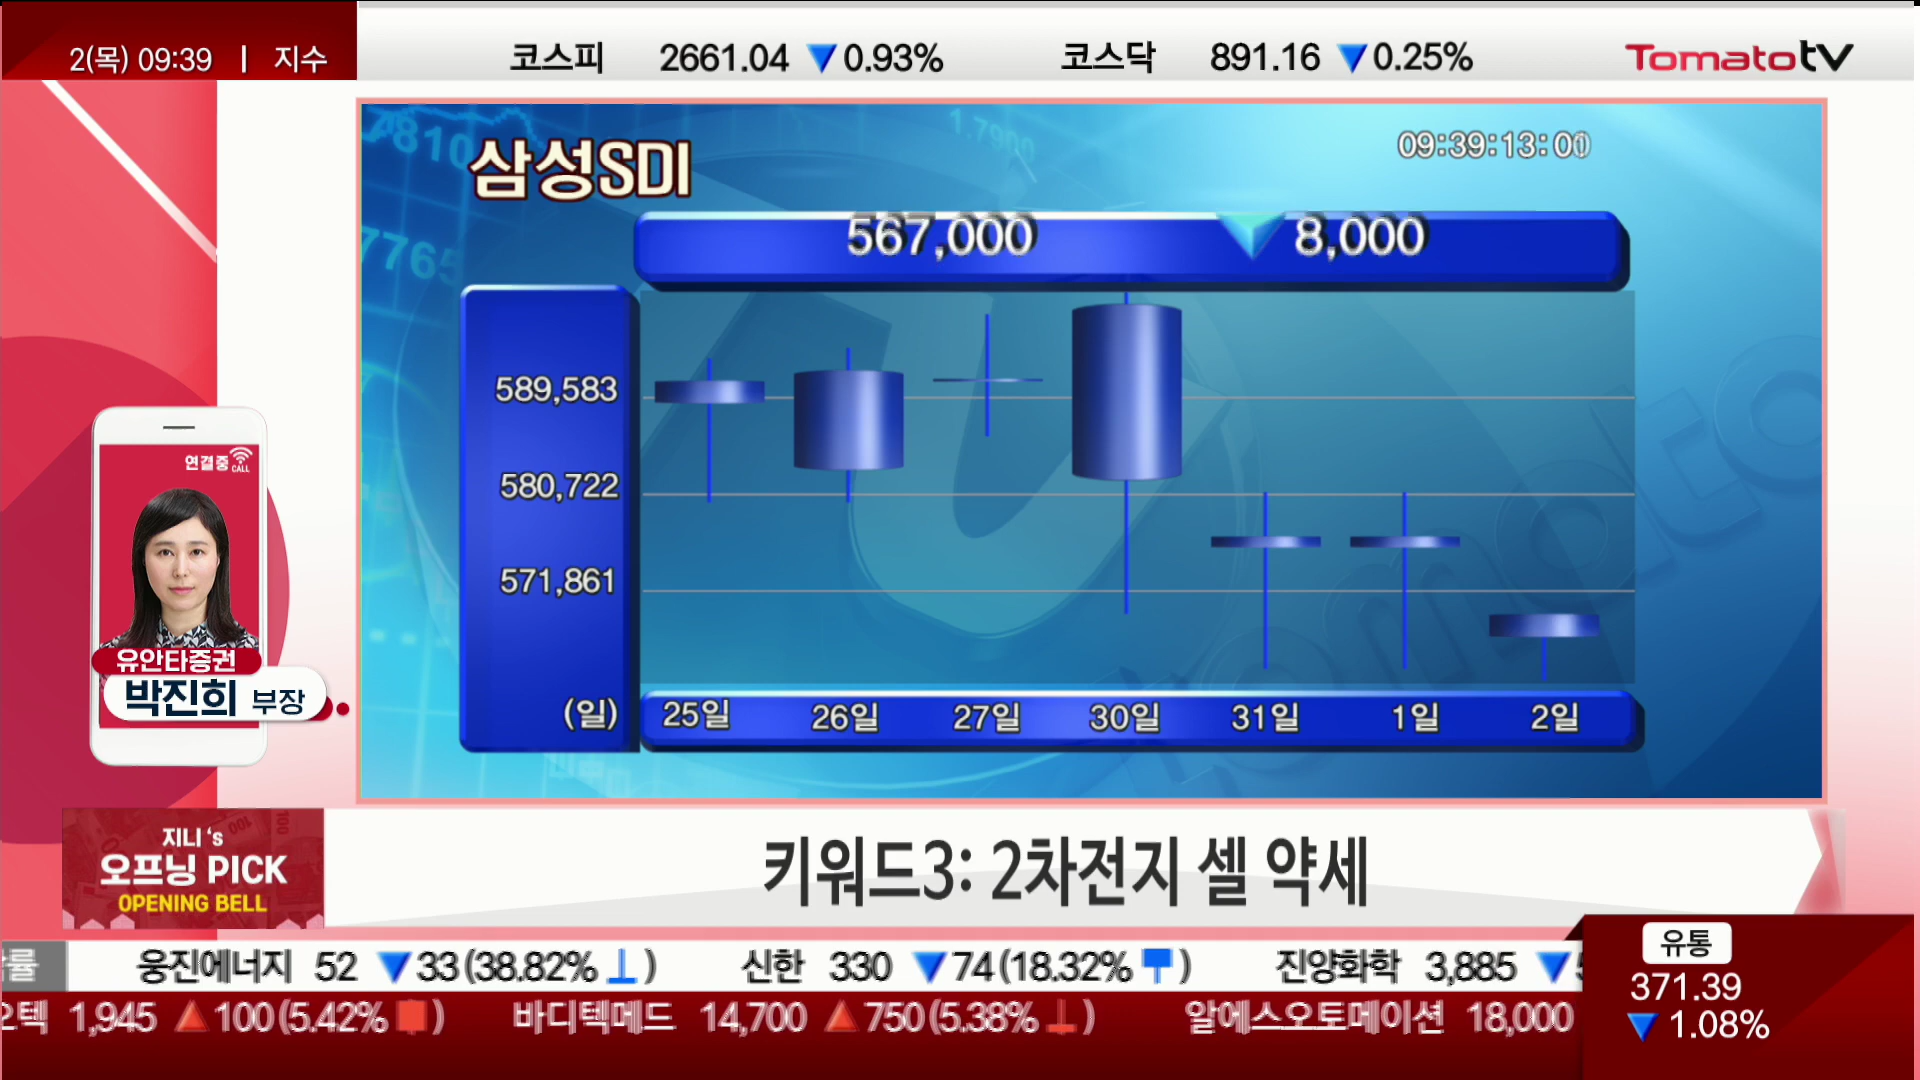 2(목) 09:39 | 지수
코스피 2661.04 ▼0.93% 코스닥 891.16 ▼0.25%
Tomatotv
삼성SDI
567,000 ▼ 8,000
589,583
580,722
571,861
(일) 25일 26일 27일 30일 31일 1일 2일
연결중
CALL
유안타증권
박진희 부장
지니's
오프닝 PICK
OPENING BELL
키워드3: 2차전지 셀 약세
웅진에너지 52 ▼33(38.82%⊥) 신한 330 ▼74(18.32% ) 진양화학 3,885 ▼
1,945 ▲100(5.42% ) 바디텍메드 14,700 ▲750(5.38%⊥) 알에스오토메이션 18,000
유통
371.39
▼ 1.08%